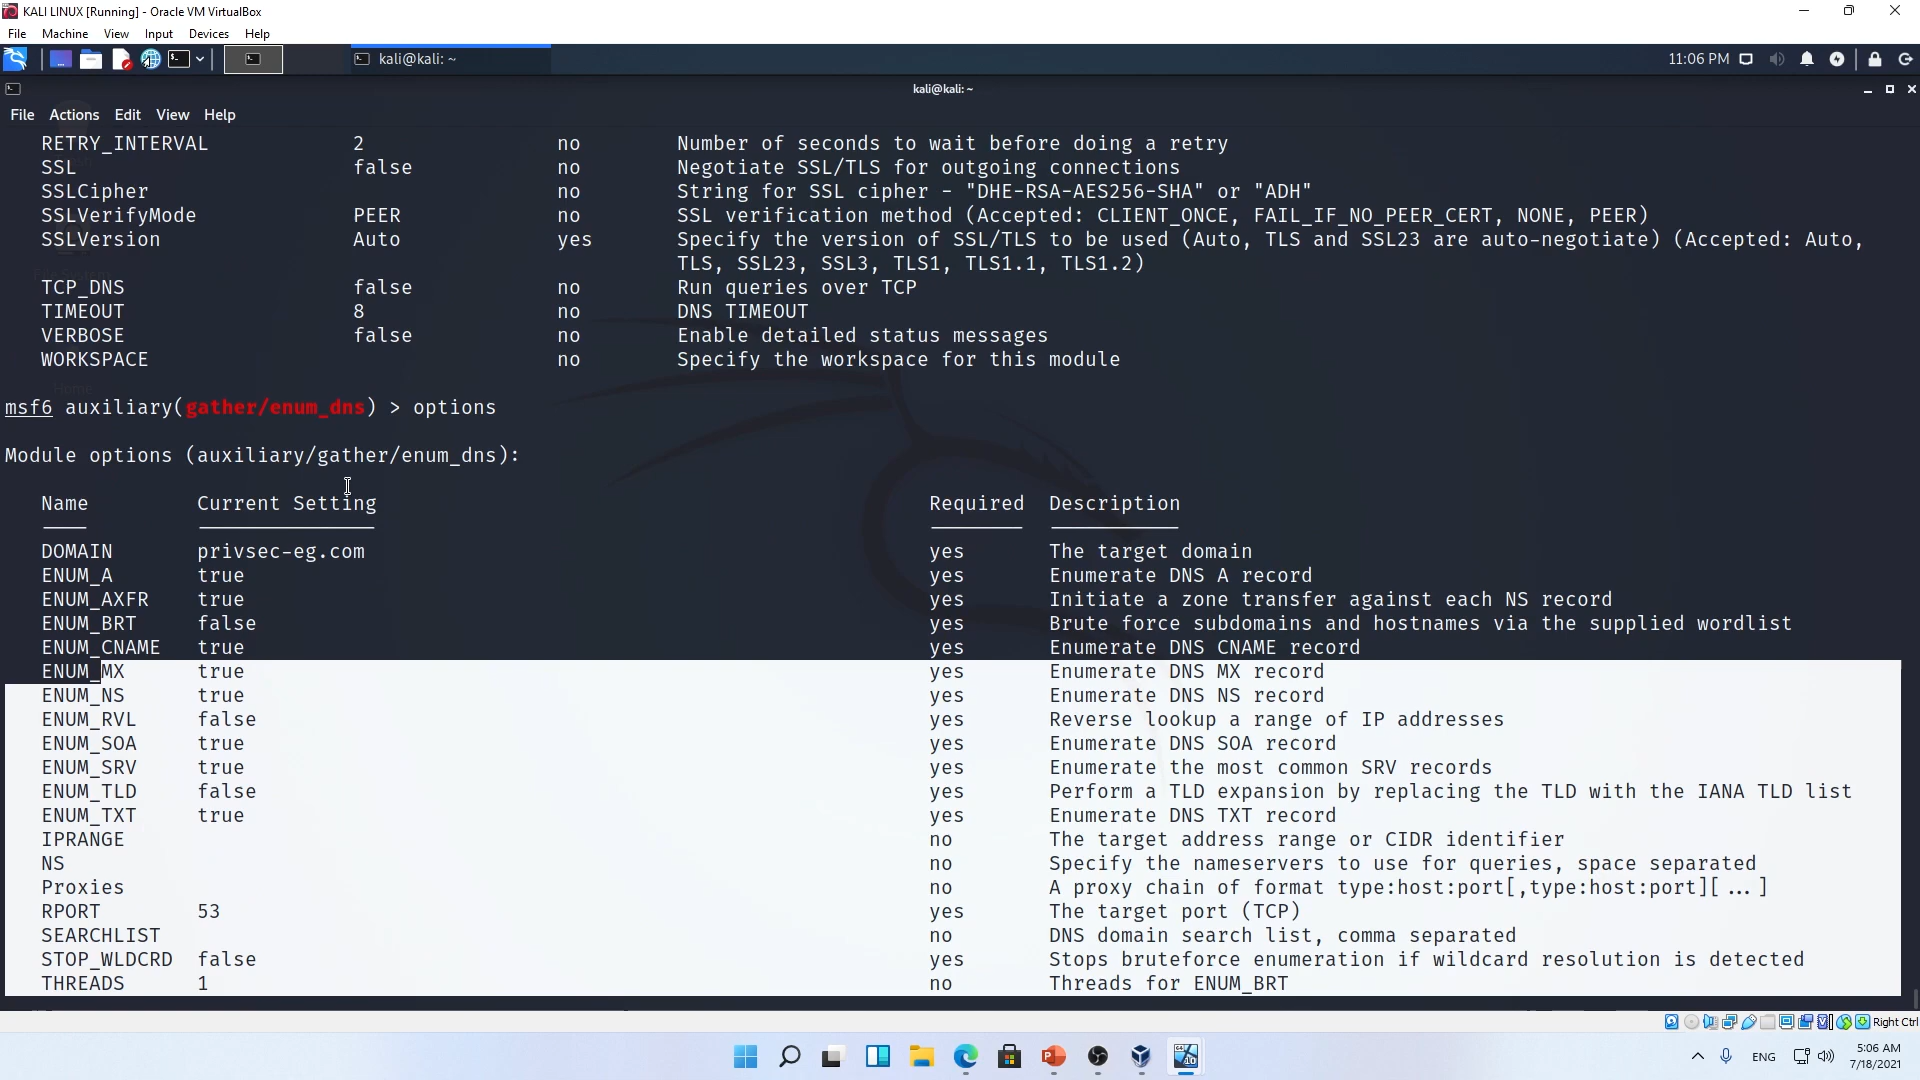 KALI LINUX [Running] - Oracle VM VirtualBox
File Machine View Input Devices Help
kali@kali: ~
11:06 PM
kali@kali: ~
File Actions Edit View Help
RETRY_INTERVAL 2 no Number of seconds to wait before doing a retry
SSL false no Negotiate SSL/TLS for outgoing connections
SSLCipher no String for SSL cipher - "DHE-RSA-AES256-SHA" or "ADH"
SSLVerifyMode PEER no SSL verification method (Accepted: CLIENT_ONCE, FAIL_IF_NO_PEER_CERT, NONE, PEER)
SSLVersion Auto yes Specify the version of SSL/TLS to be used (Auto, TLS and SSL23 are auto-negotiate) (Accepted: Auto,
TLS, SSL23, SSL3, TLS1, TLS1.1, TLS1.2)
TCP_DNS false no Run queries over TCP
TIMEOUT 8 no DNS TIMEOUT
VERBOSE false no Enable detailed status messages
WORKSPACE no Specify the workspace for this module
Home
msf6 auxiliary(gather/enum_dns) > options
Module options (auxiliary/gather/enum_dns):
Name Current Setting Required Description
DOMAIN privsec-eg.com yes The target domain
ENUM_A true yes Enumerate DNS A record
ENUM_AXFR true yes Initiate a zone transfer against each NS record
ENUM_BRT false yes Brute force subdomains and hostnames via the supplied wordlist
ENUM_CNAME true yes Enumerate DNS CNAME record
ENUM_MX true yes Enumerate DNS MX record
ENUM_NS true yes Enumerate DNS NS record
ENUM_RVL false yes Reverse lookup a range of IP addresses
ENUM_SOA true yes Enumerate DNS SOA record
ENUM_SRV true yes Enumerate the most common SRV records
ENUM_TLD false yes Perform a TLD expansion by replacing the TLD with the IANA TLD list
ENUM_TXT true yes Enumerate DNS TXT record
IPRANGE no The target address range or CIDR identifier
NS no Specify the nameservers to use for queries, space separated
Proxies no A proxy chain of format type:host:port[,type:host:port][...]
RPORT 53 yes The target port (TCP)
SEARCHLIST no DNS domain search list, comma separated
STOP_WLDCRD false yes Stops bruteforce enumeration if wildcard resolution is detected
THREADS 1 no Threads for ENUM_BRT
Right Ctrl
ENG
5:06 AM
7/18/2021